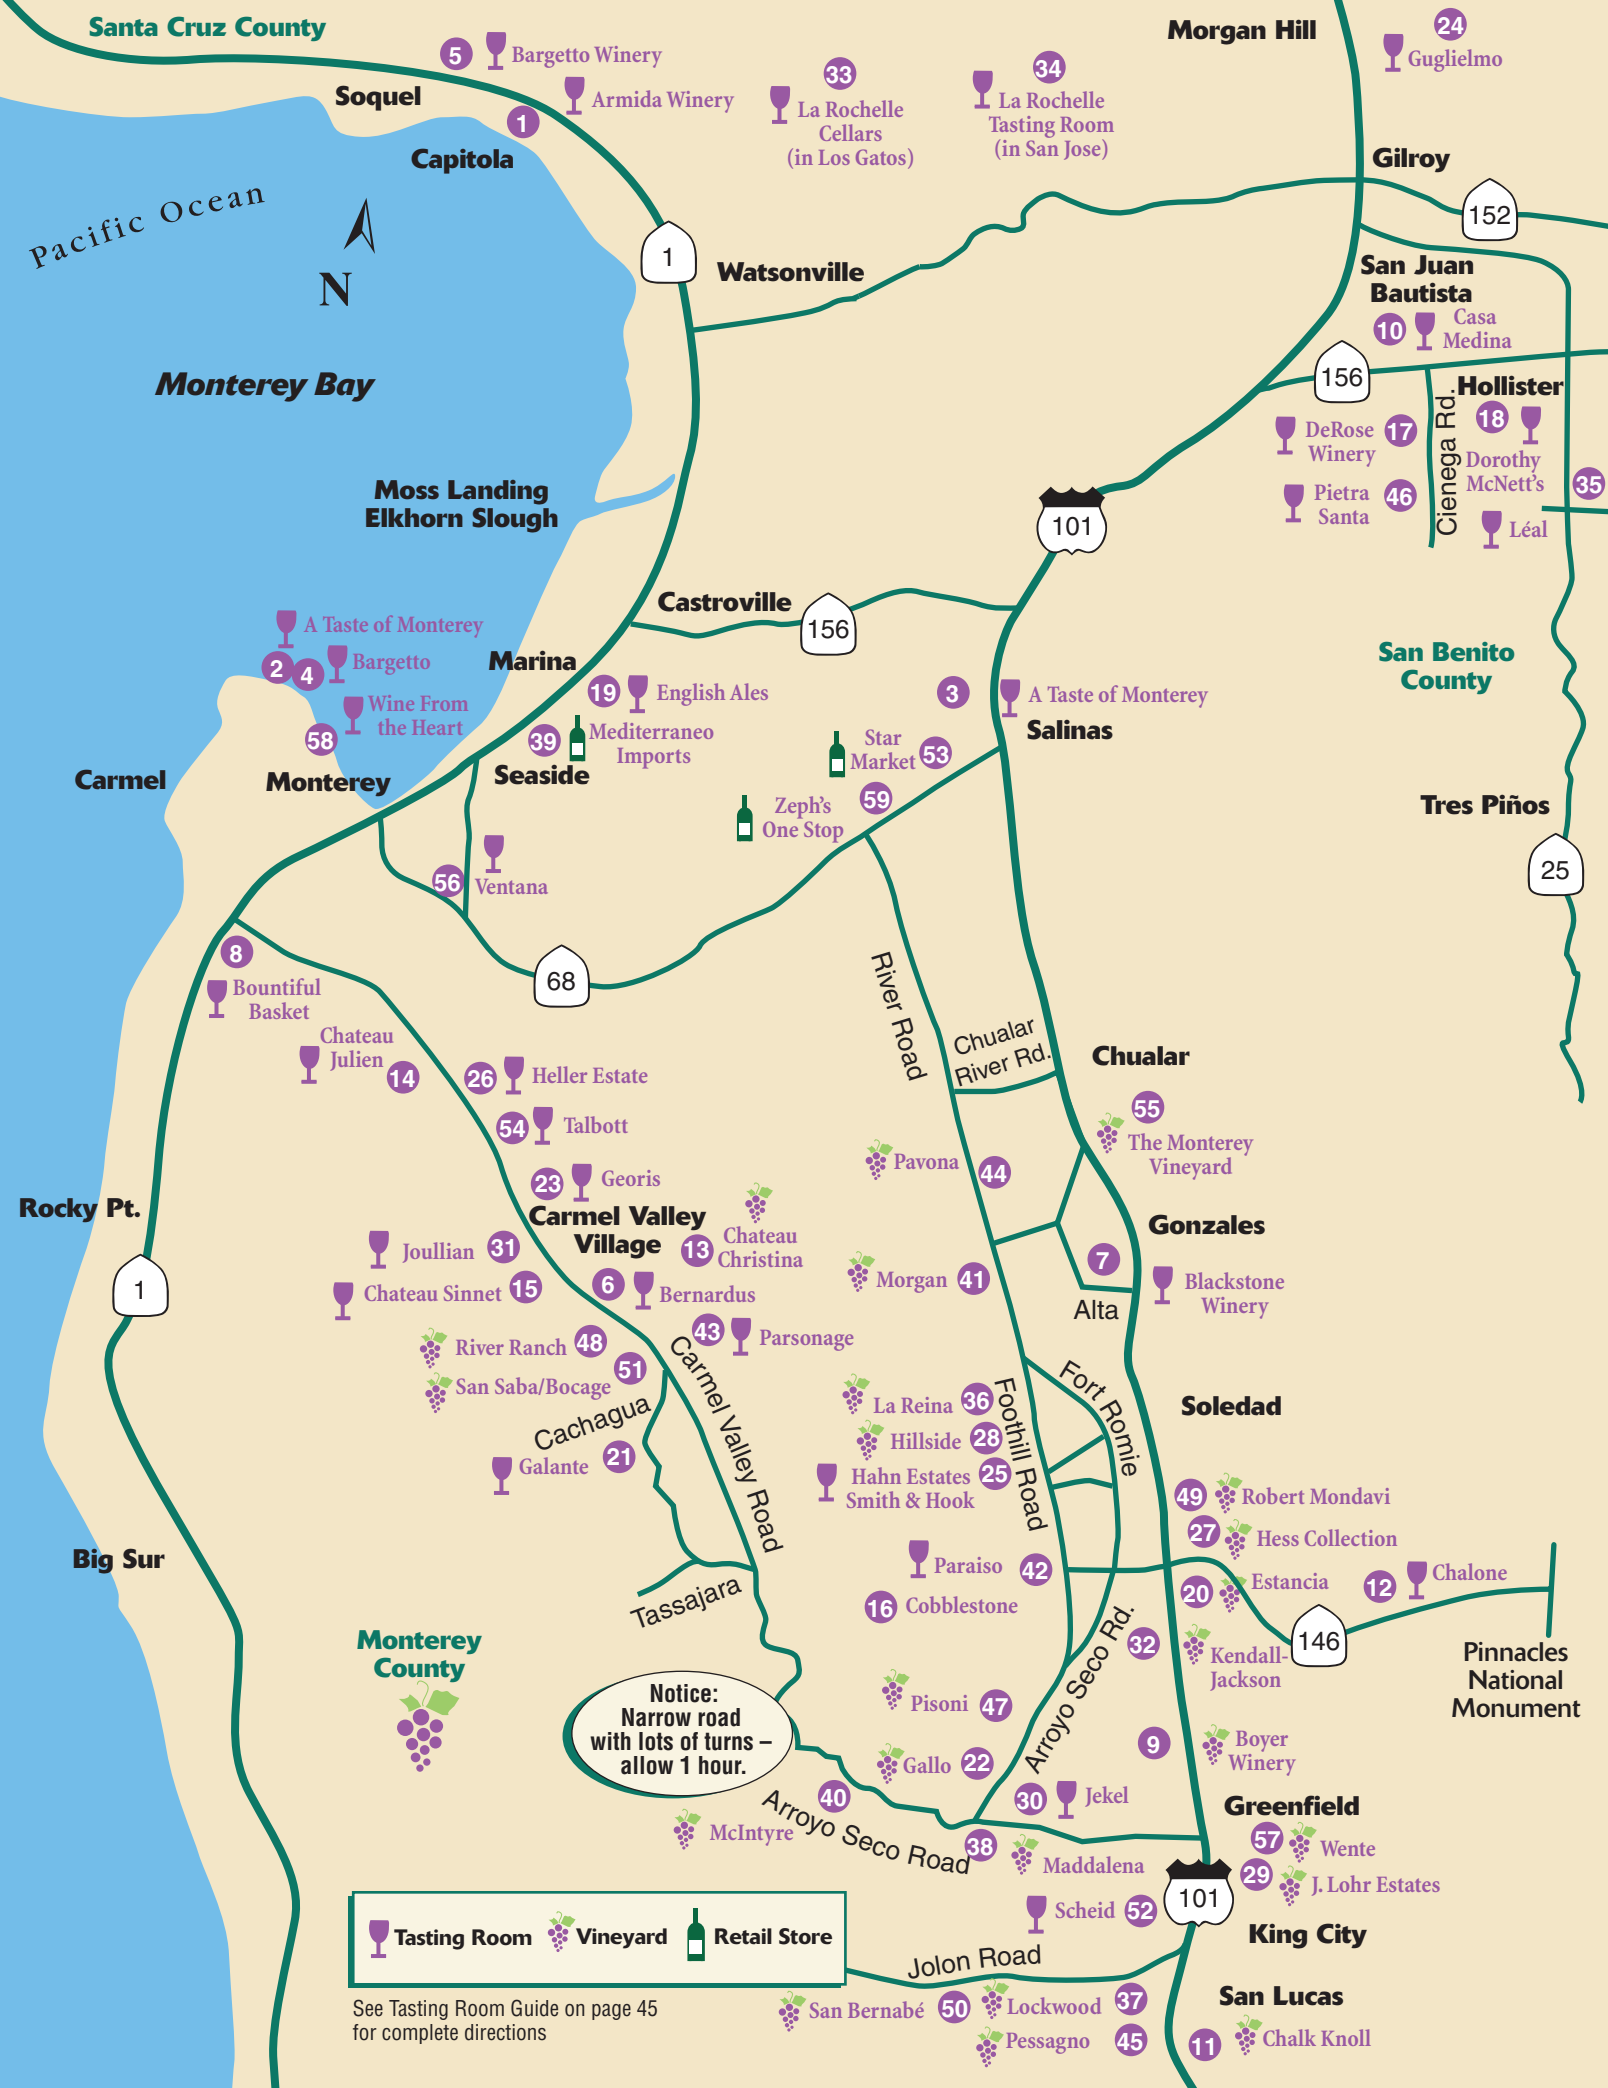 Santa Cruz County
5
Bargetto Winery
Soquel
Armida Winery
1
Capitola
33
La Rochelle
Cellars
(in Los Gatos)
34
La Rochelle
Tasting Room
(in San Jose)
Morgan Hill
24
Guglielmo
Gilroy
152
Pacific Ocean
N
1
Watsonville
San Juan
Bautista
10
Casa
Medina
Monterey Bay
156
Hollister
Cienega Rd.
18
Dorothy
McNett's
DeRose
Winery
17
Pietra
Santa
46
35
Léal
Moss Landing
Elkhorn Slough
101
Castroville
156
A Taste of Monterey
2
4
Bargetto
Wine From
the Heart
58
Marina
19
English Ales
39
Mediterraneo
Imports
Seaside
3
A Taste of Monterey
Salinas
Star
Market
53
59
Zeph's
One Stop
San Benito
County
Carmel
Monterey
Tres Piños
25
56
Ventana
68
8
Bountiful
Basket
Chateau
Julien
14
26
Heller Estate
54
Talbott
23
Georis
River Road
Chualar
River Rd.
Chualar
55
The Monterey
Vineyard
Pavona
44
Rocky Pt.
1
Carmel Valley
Village
13
Chateau
Christina
Joullian
31
Chateau Sinnet
15
6
Bernardus
43
Parsonage
River Ranch
48
51
San Saba/Bocage
Cachagua
Galante
21
Carmel Valley Road
Gonzales
7
Blackstone
Winery
Alta
Morgan
41
Fort Romie
Foothill Road
La Reina
36
Hillside
28
Hahn Estates
Smith & Hook
25
Soledad
49
Robert Mondavi
27
Hess Collection
20
Estancia
12
Chalone
146
Pinnacles
National
Monument
Paraiso
42
16
Cobblestone
Big Sur
Tassajara
Monterey
County
Notice:
Narrow road
with lots of turns –
allow 1 hour.
32
Kendall-
Jackson
Arroyo Seco Rd.
Pisoni
47
Gallo
22
9
Boyer
Winery
30
Jekel
40
McIntyre
Arroyo Seco Road
38
Maddalena
Greenfield
57
Wente
29
J. Lohr Estates
101
Scheid
52
King City
Jolon Road
San Bernabé
50
Lockwood
37
Pessagno
45
San Lucas
11
Chalk Knoll
Tasting Room
Vineyard
Retail Store
See Tasting Room Guide on page 45
for complete directions